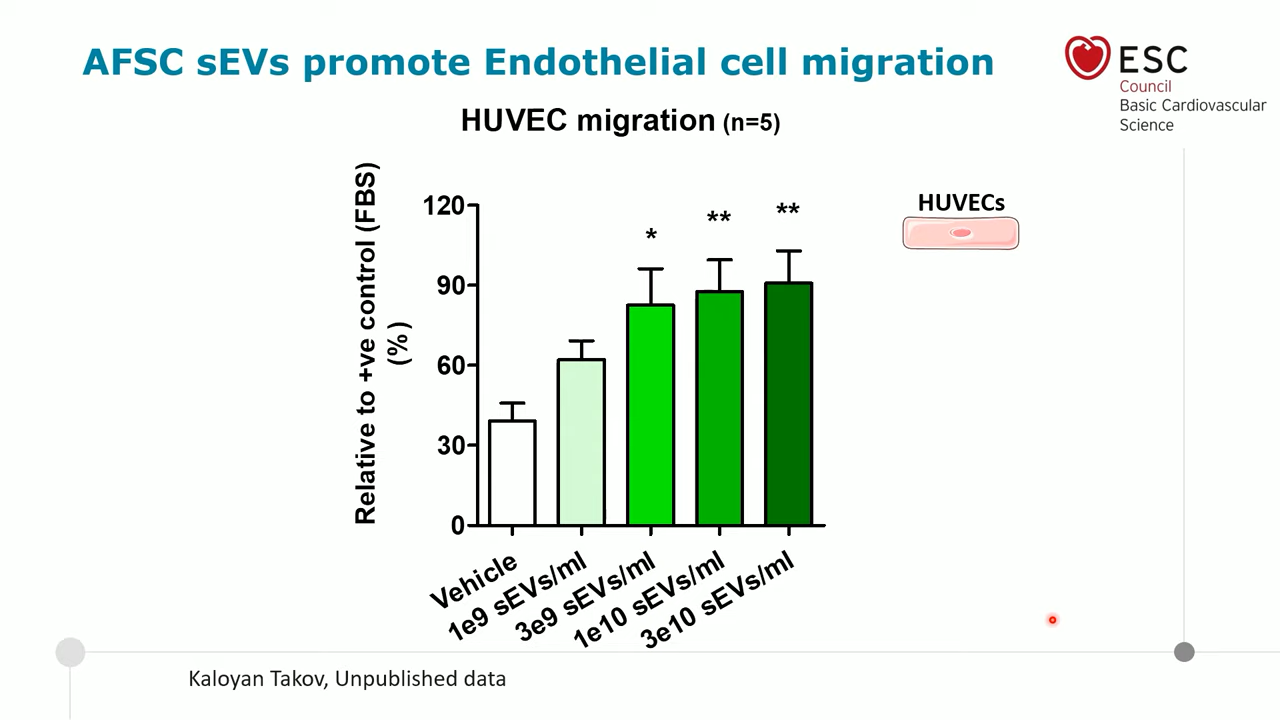 AFSC sEVs promote Endothelial cell migration
ESC
Council
Basic Cardiovascular
Science
HUVEC migration (n=5)
Relative to +ve control (FBS)
(%)
120
90
60
30
0
*
**
**
HUVECs
Vehicle
1e9 sEVs/ml
3e9 sEVs/ml
1e10 sEVs/ml
3e10 sEVs/ml
Kaloyan Takov, Unpublished data